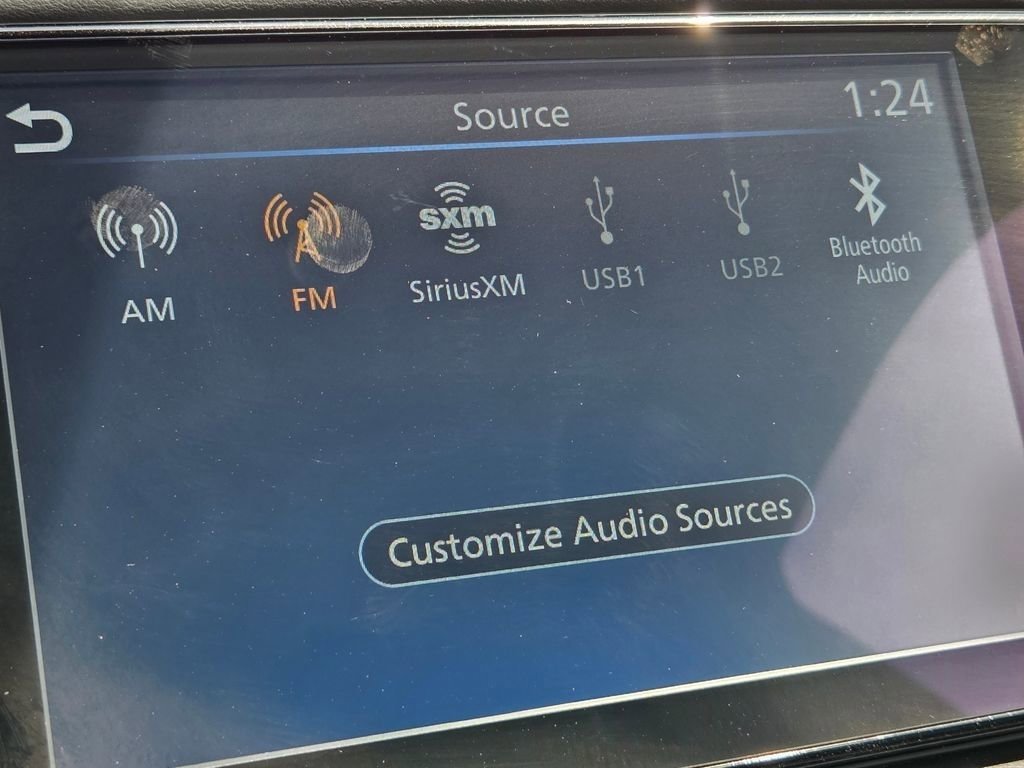 Source
1:24
sxm
AM
FM
SiriusXM
USB1
USB2
Bluetooth
Audio
Customize Audio Sources